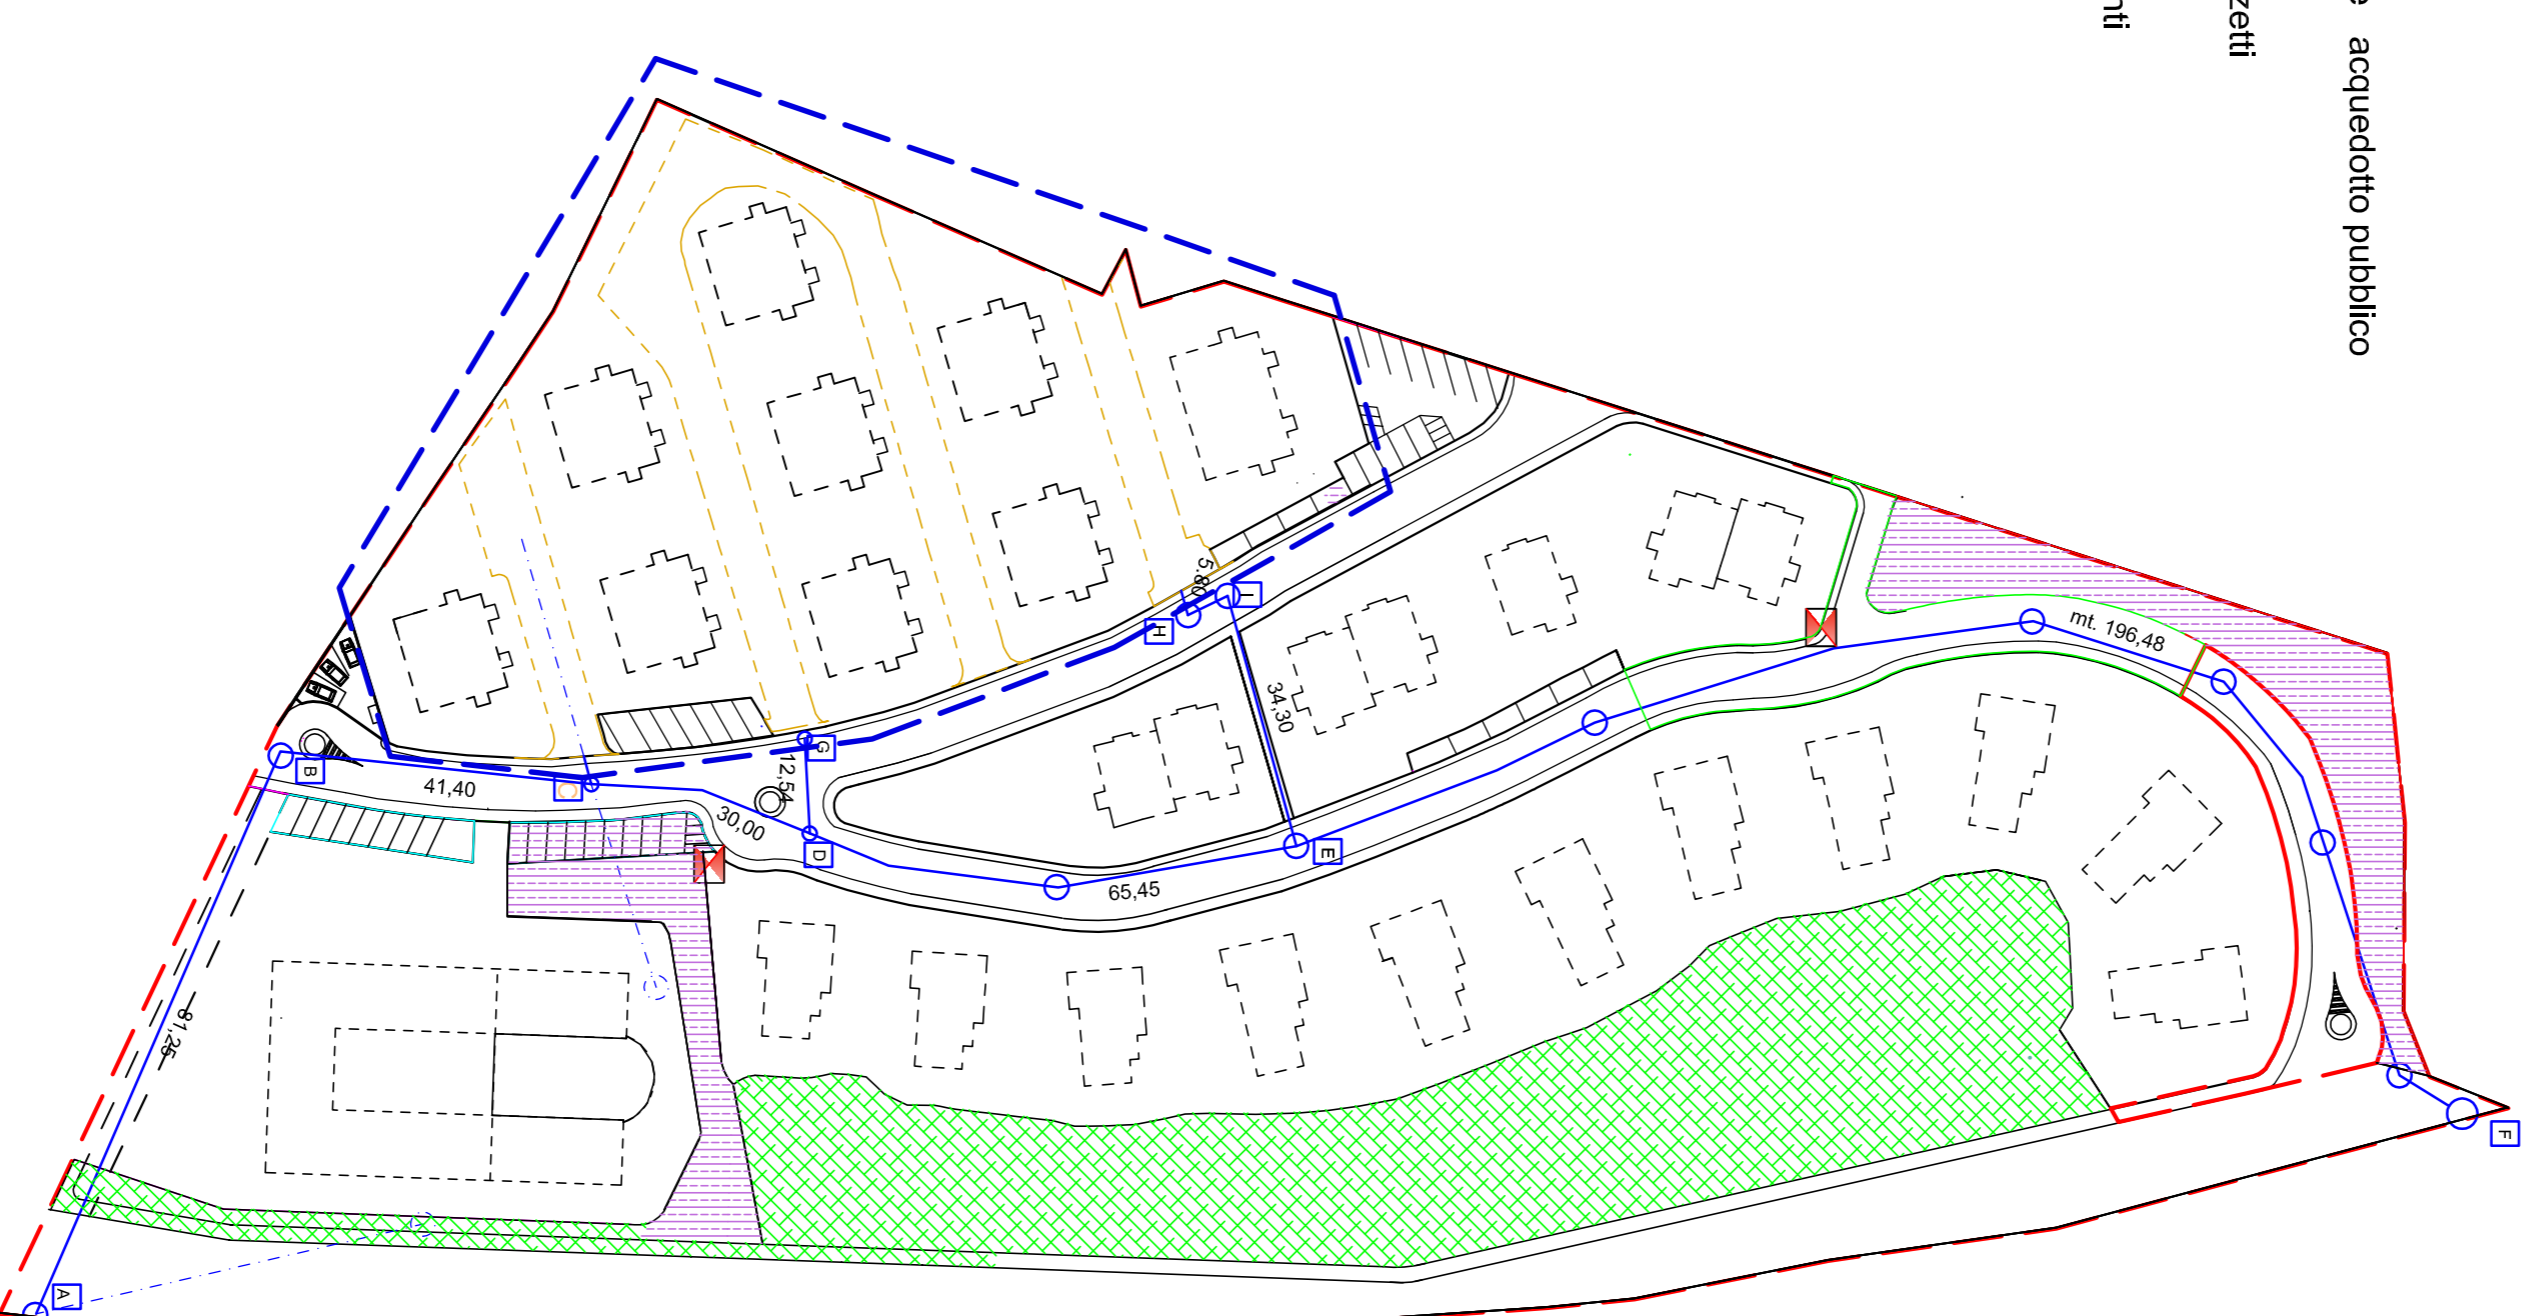 e acquedotto pubblico
zetti
nti
5.80
I
H
mt. 196,48
34,30
G
12,54
B
41,40
C
30,00
D
E
65,45
81,25
F
A